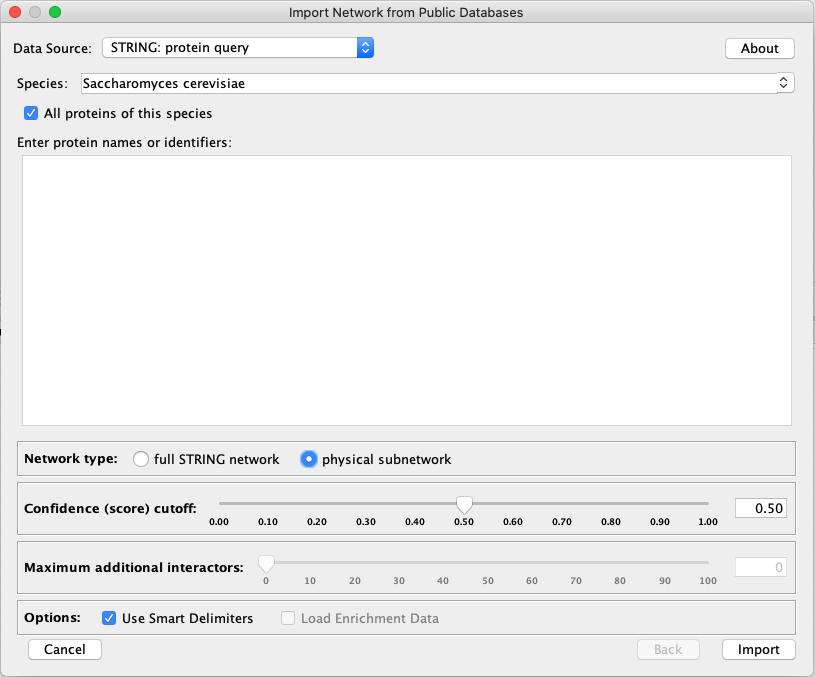 Import Network from Public Databases
Data Source: STRING: protein query About
Species: Saccharomyces cerevisiae
All proteins of this species
Enter protein names or identifiers:
Network type: full STRING network physical subnetwork
Confidence (score) cutoff: 0.50
0.00 0.10 0.20 0.30 0.40 0.50 0.60 0.70 0.80 0.90 1.00
Maximum additional interactors: 0
0 10 20 30 40 50 60 70 80 90 100
Options: Use Smart Delimiters Load Enrichment Data
Cancel Back Import